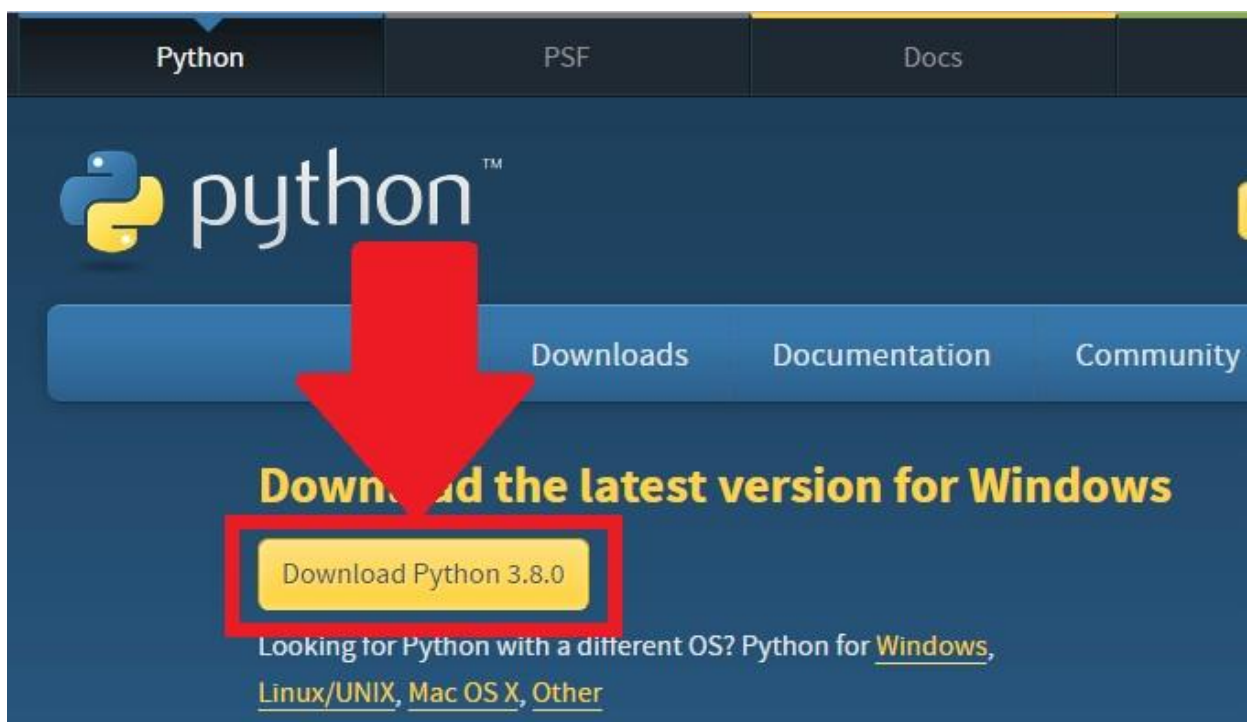 Python PSF Docs
python™
Downloads Documentation Community
Download the latest version for Windows
Download Python 3.8.0
Looking for Python with a different OS? Python for Windows,
Linux/UNIX, Mac OS X, Other